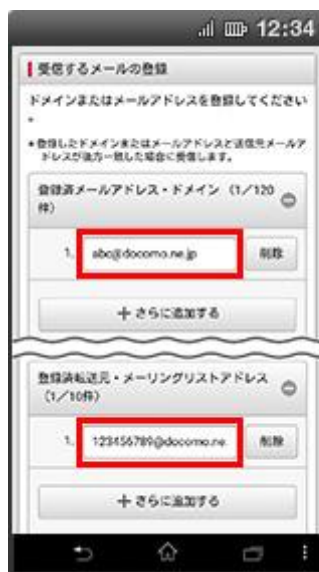 12:34
受信するメールの登録
ドメインまたはメールアドレスを登録してください
。
*登録したドメインまたはメールアドレスと送信元メールア
ドレスが後方一致した場合に受信します。
登録済メールアドレス・ドメイン（1/120
件）
1. abc@docomo.ne.jp 削除
＋さらに追加する
登録済転送元・メーリングリストアドレス
（1/10件）
1. 123456789@docomo.ne. 削除
＋さらに追加する